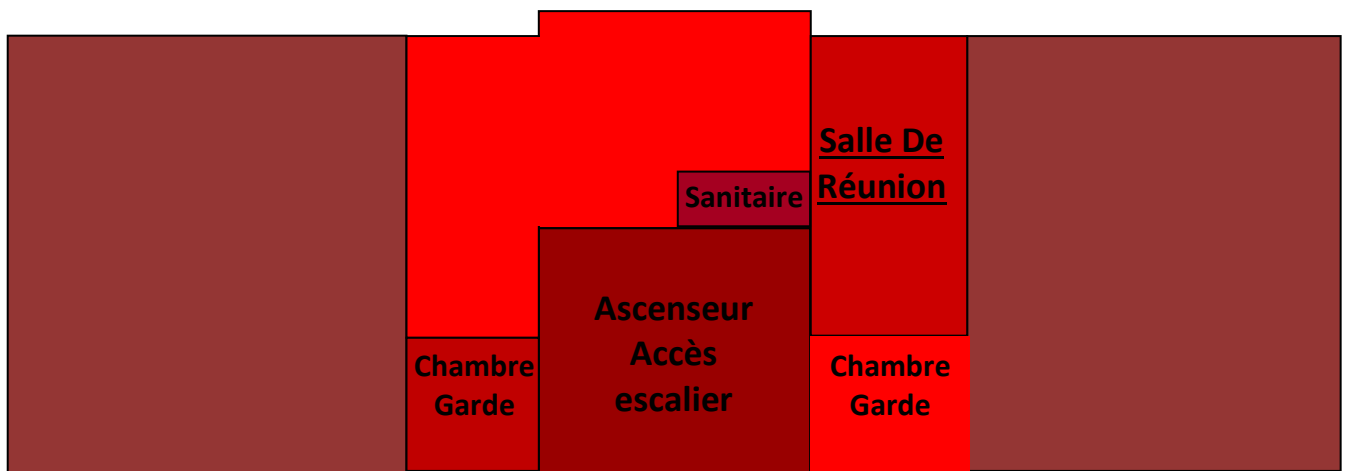 Salle De
Réunion
Sanitaire
Ascenseur
Accès
escalier
Chambre
Garde
Chambre
Garde